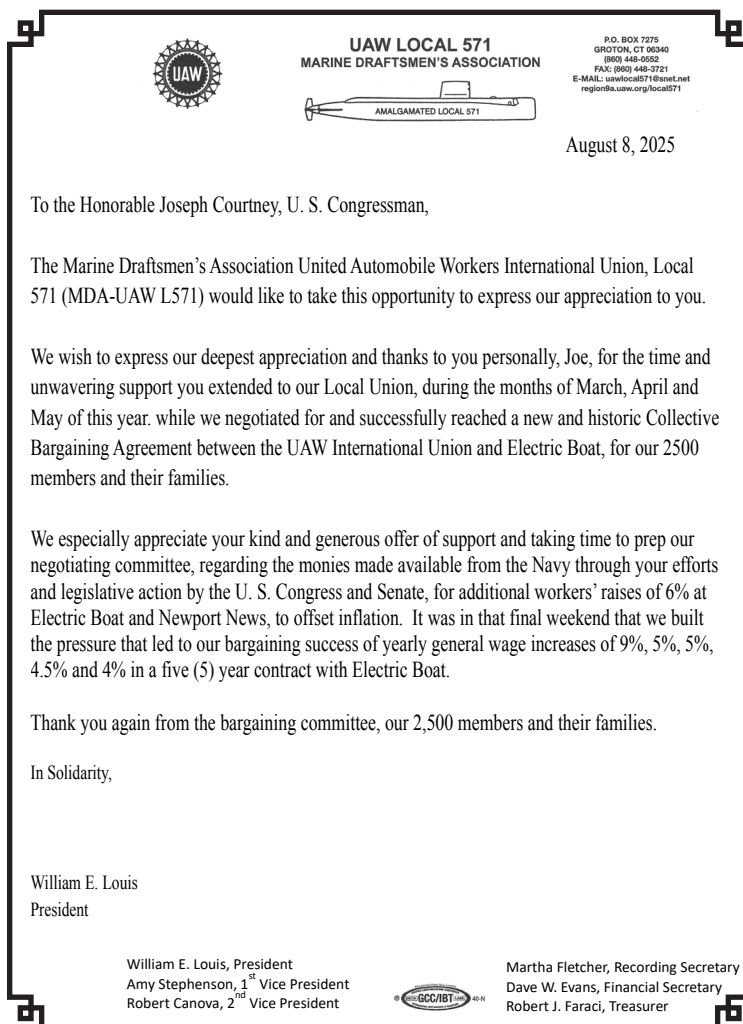 UAW
UAW LOCAL 571
MARINE DRAFTSMEN'S ASSOCIATION
AMALGAMATED LOCAL 571
P.O. BOX 7275
GROTON, CT 06340
(860) 448-0552
FAX: (860) 448-3721
E-MAIL: uawlocal571@snet.net
region9a.uaw.org/local571
August 8, 2025
To the Honorable Joseph Courtney, U. S. Congressman,
The Marine Draftsmen’s Association United Automobile Workers International Union, Local
571 (MDA-UAW L571) would like to take this opportunity to express our appreciation to you.
We wish to express our deepest appreciation and thanks to you personally, Joe, for the time and
unwavering support you extended to our Local Union, during the months of March, April and
May of this year. while we negotiated for and successfully reached a new and historic Collective
Bargaining Agreement between the UAW International Union and Electric Boat, for our 2500
members and their families.
We especially appreciate your kind and generous offer of support and taking time to prep our
negotiating committee, regarding the monies made available from the Navy through your efforts
and legislative action by the U. S. Congress and Senate, for additional workers’ raises of 6% at
Electric Boat and Newport News, to offset inflation. It was in that final weekend that we built
the pressure that led to our bargaining success of yearly general wage increases of 9%, 5%, 5%,
4.5% and 4% in a five (5) year contract with Electric Boat.
Thank you again from the bargaining committee, our 2,500 members and their families.
In Solidarity,
William E. Louis
President
William E. Louis, President
Amy Stephenson, 1st Vice President
Robert Canova, 2nd Vice President
GCC/IBT
40-N
Martha Fletcher, Recording Secretary
Dave W. Evans, Financial Secretary
Robert J. Faraci, Treasurer